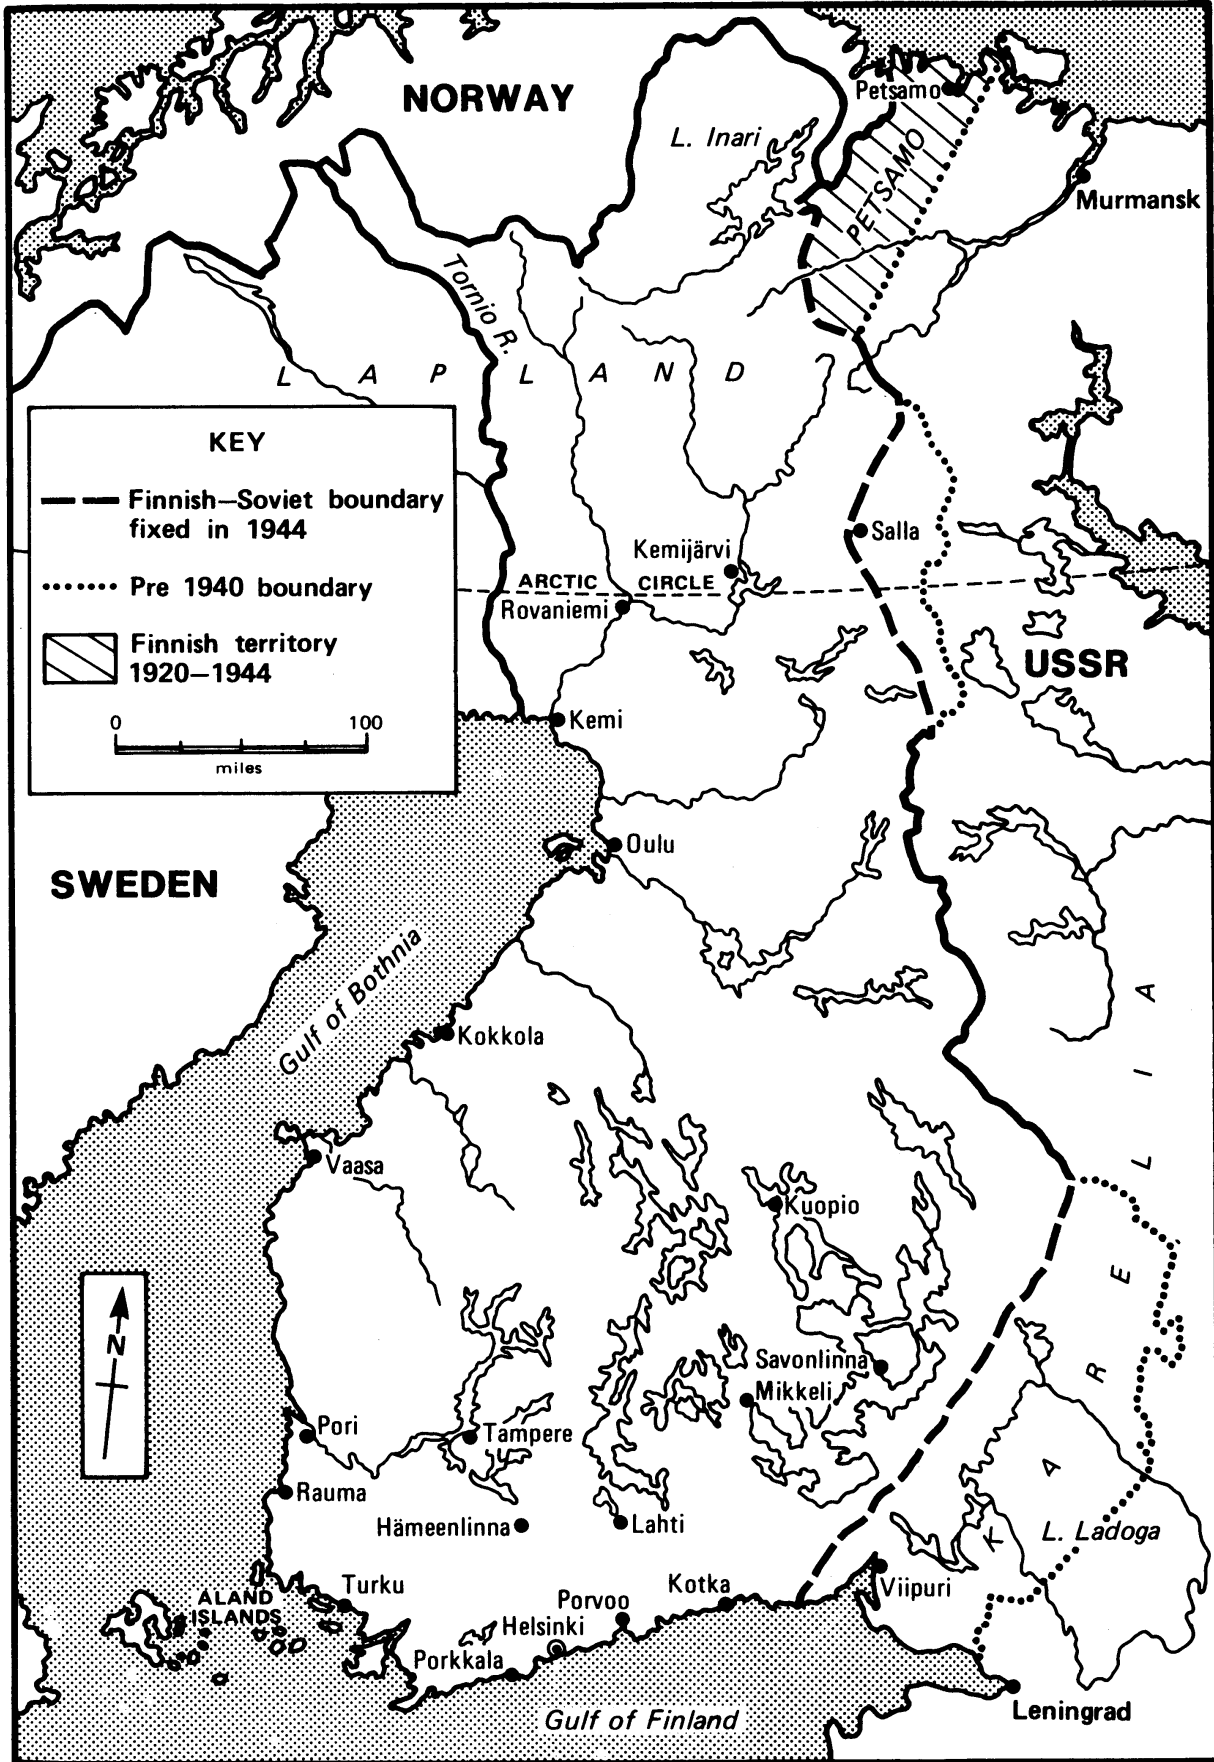 NORWAY
Petsamo
L. Inari
PETSAMO
Murmansk
Tornio R.
LAPLAND
KEY
Finnish–Soviet boundary
fixed in 1944
Pre 1940 boundary
Finnish territory
1920–1944
0 100
miles
Salla
Kemijärvi
ARCTIC CIRCLE
Rovaniemi
USSR
Kemi
Oulu
SWEDEN
Gulf of Bothnia
Kokkola
KARELIA
Vaasa
Kuopio
N
Savonlinna
Mikkeli
Pori
Tampere
Rauma
Hämeenlinna
Lahti
L. Ladoga
ALAND
ISLANDS
Turku
Porvoo
Kotka
Viipuri
Helsinki
Porkkala
Leningrad
Gulf of Finland